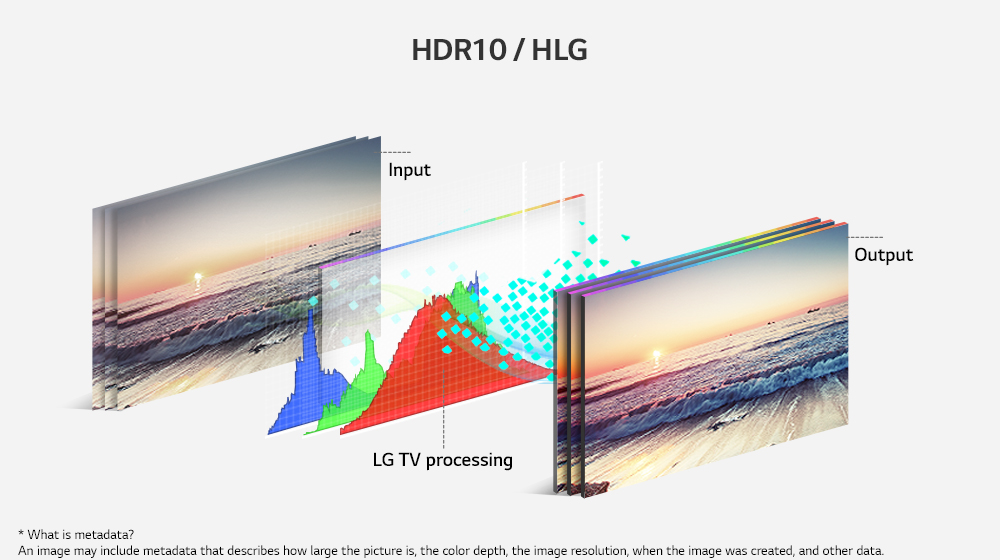 HDR10 / HLG
Input
Output
LG TV processing
* What is metadata?
An image may include metadata that describes how large the picture is, the color depth, the image resolution, when the image was created, and other data.